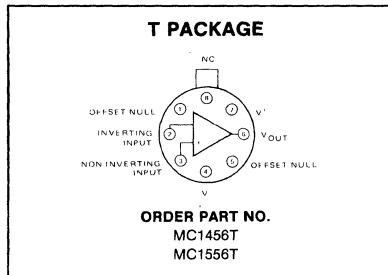 T PACKAGE
NC
8
OFFSET NULL 1 7 V+
INVERTING INPUT 2 6 VOUT
NON INVERTING INPUT 3 5 OFFSET NULL
4
V
ORDER PART NO.
MC1456T
MC1556T